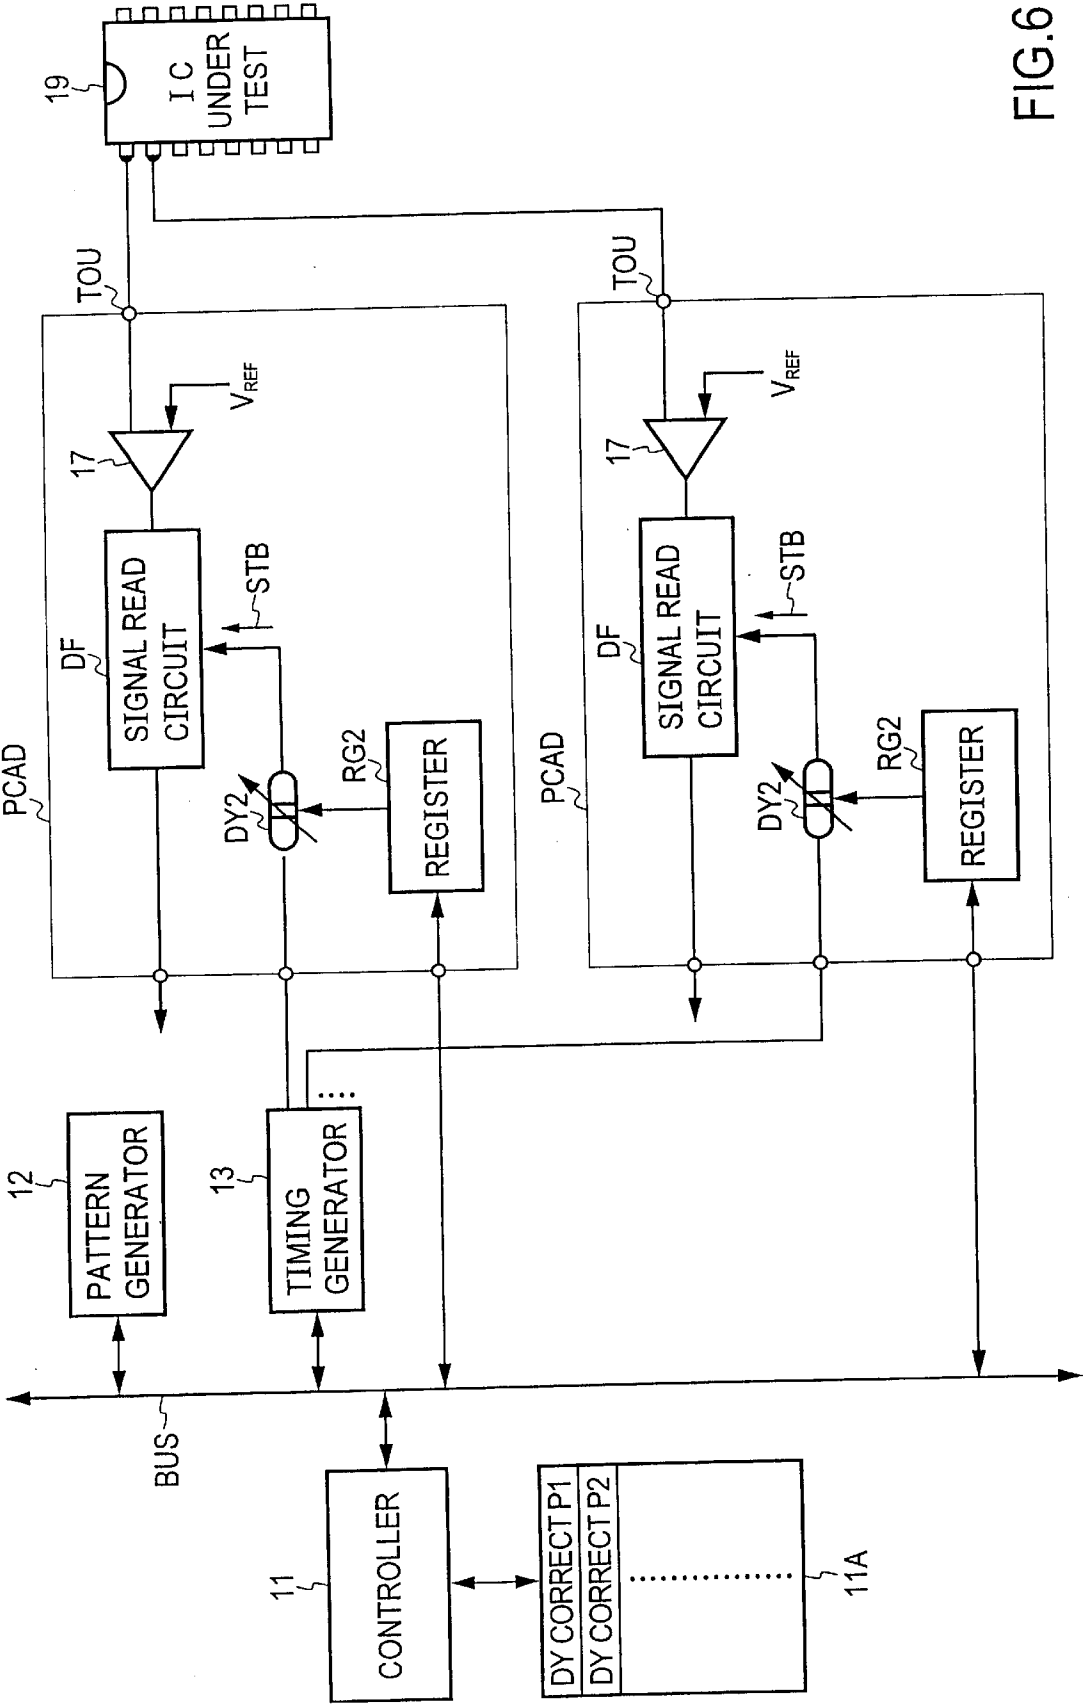 FIG.6
CONTROLLER
11
DY CORRECT P1
DY CORRECT P2
11A
BUS
PATTERN
GENERATOR
12
TIMING
GENERATOR
13
PCAD
DF
SIGNAL READ
CIRCUIT
17
VREF
STB
DY2
RG2
REGISTER
TOU
PCAD
DF
SIGNAL READ
CIRCUIT
17
VREF
STB
DY2
RG2
REGISTER
TOU
19
IC
UNDER
TEST